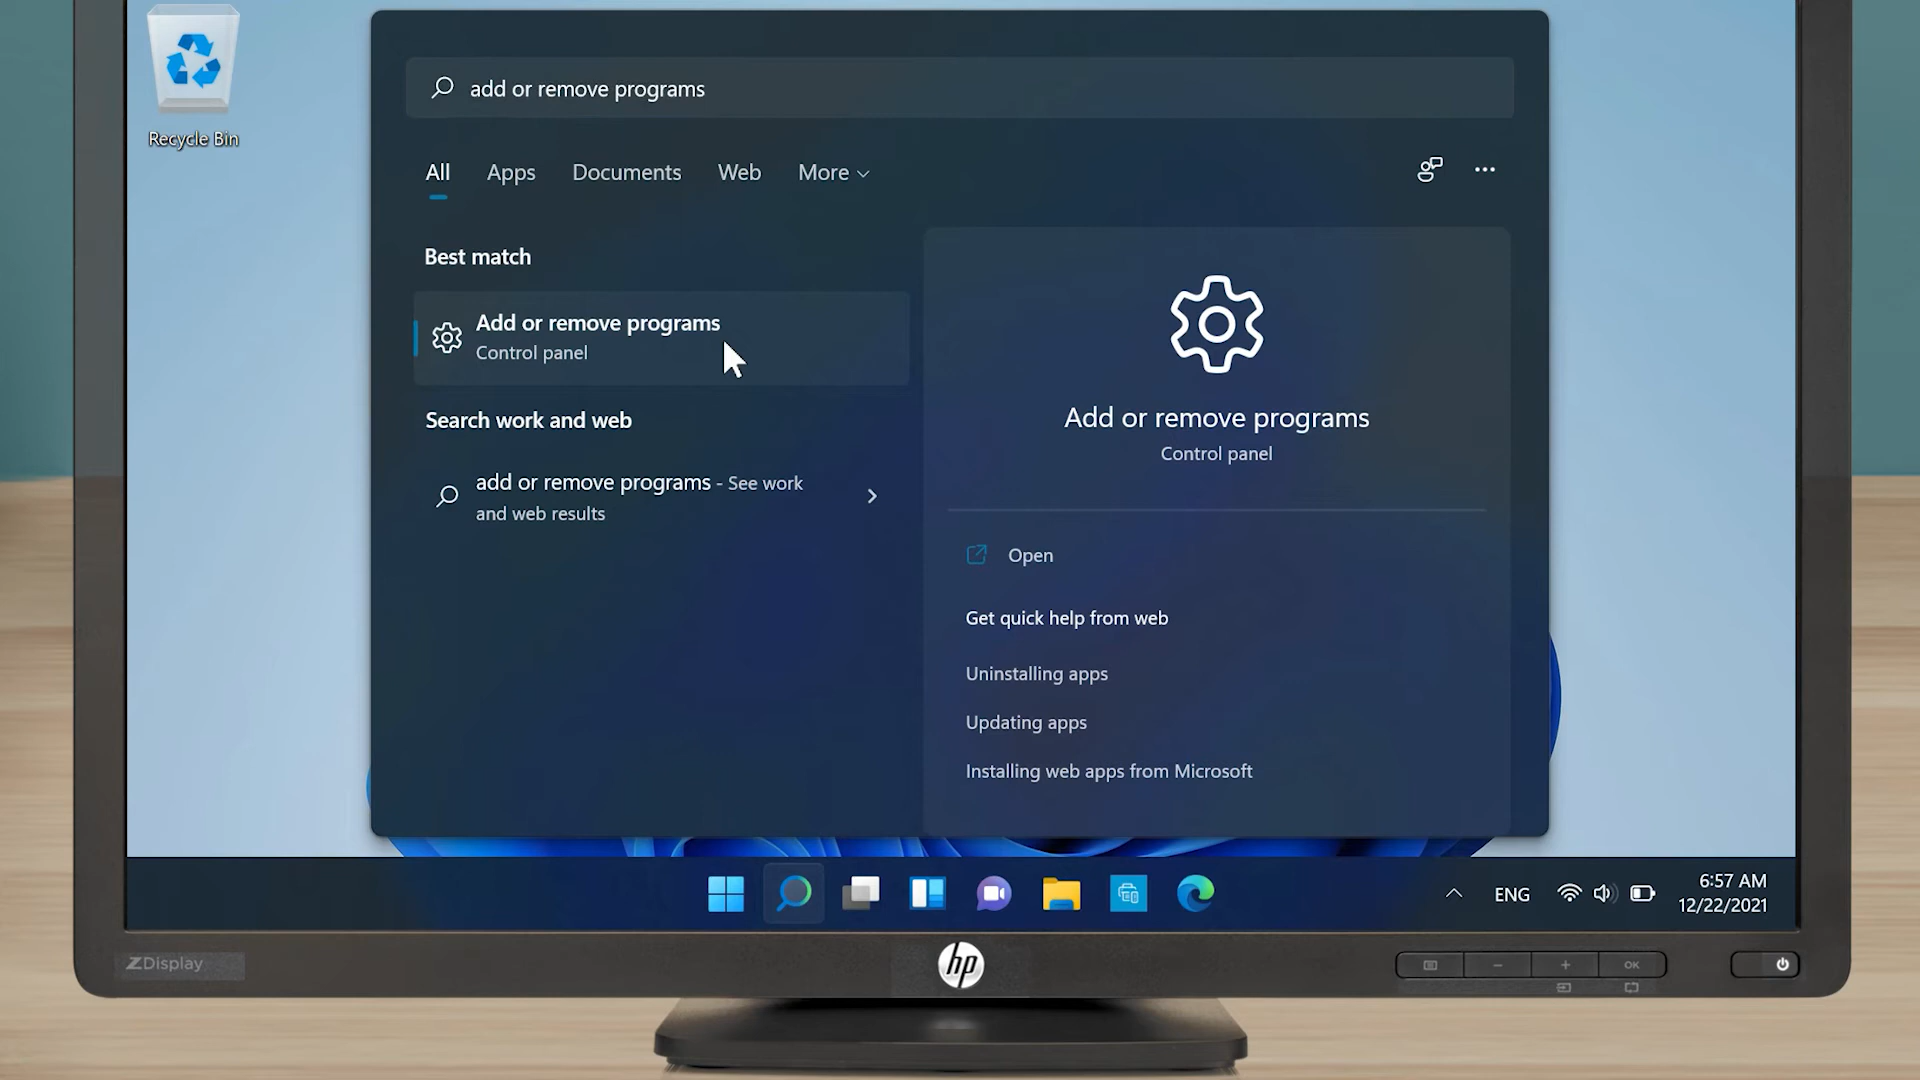 Recycle Bin
add or remove programs
All Apps Documents Web More
Best match
Add or remove programs
Control panel
Search work and web
add or remove programs - See work
and web results
Add or remove programs
Control panel
Open
Get quick help from web
Uninstalling apps
Updating apps
Installing web apps from Microsoft
ENG
6:57 AM
12/22/2021
ZDisplay
hp
OK